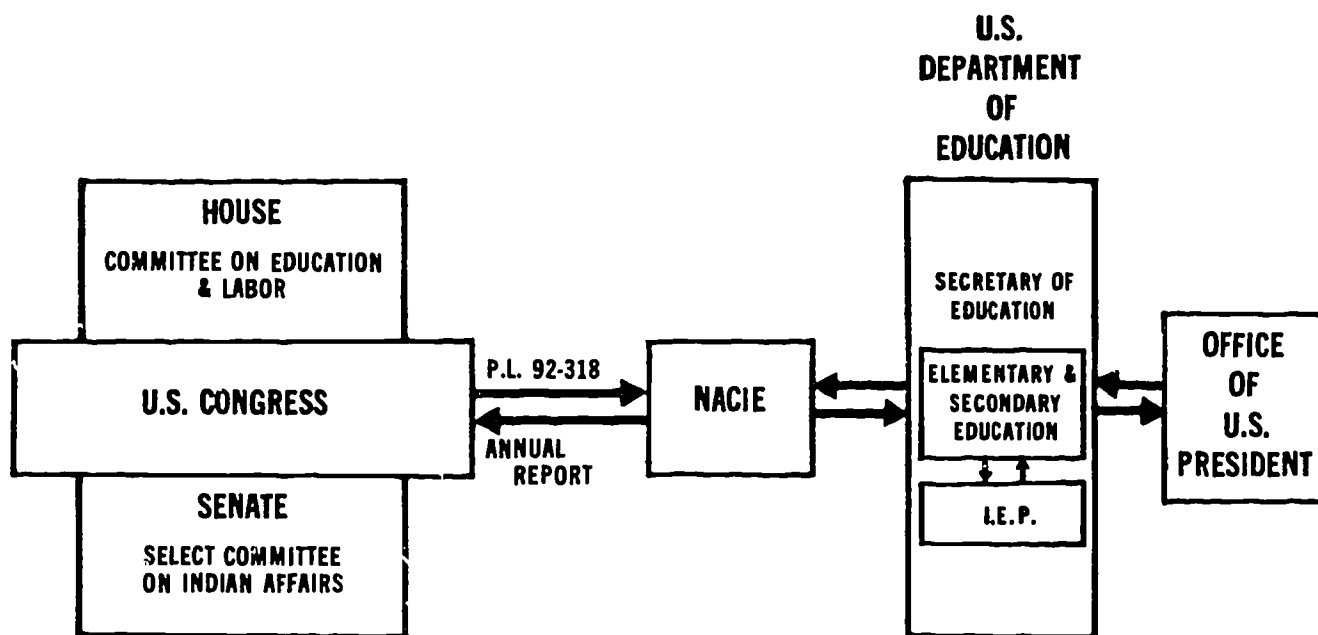 U.S.
DEPARTMENT
OF
EDUCATION
HOUSE
COMMITTEE ON EDUCATION
& LABOR
U.S. CONGRESS
SENATE
SELECT COMMITTEE
ON INDIAN AFFAIRS
P.L. 92-318
ANNUAL
REPORT
NACIE
SECRETARY OF
EDUCATION
ELEMENTARY &
SECONDARY
EDUCATION
I.E.P.
OFFICE
OF
U.S.
PRESIDENT